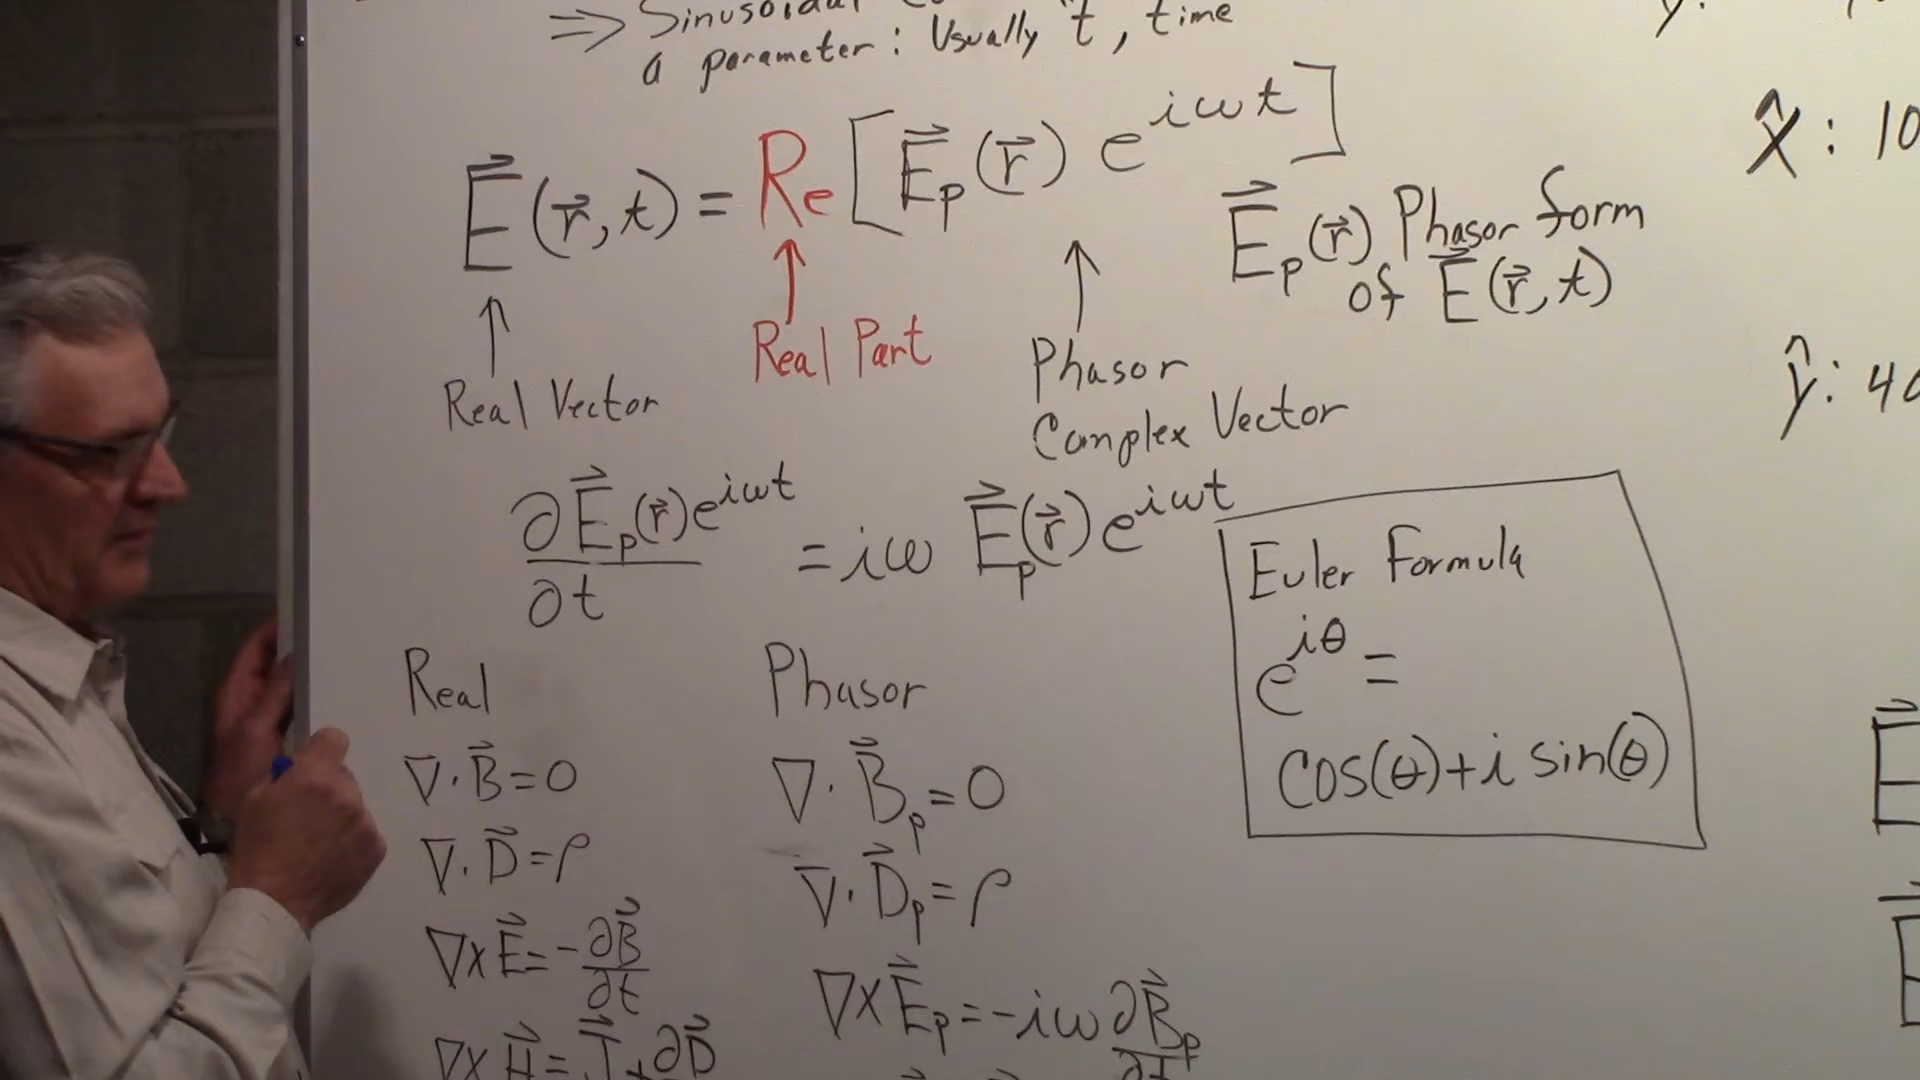 ⇒ Sinusoidal
a parameter: Usually t, time
E⃗(r⃗,t) = Re[E⃗p(r⃗) e^{iωt}]
E⃗p(r⃗) Phasor form
of E⃗(r⃗,t)
Real Vector
Real Part
Phasor
Complex Vector
∂E⃗p(r⃗)e^{iωt}/∂t = iω E⃗p(r⃗)e^{iωt}
Euler Formula
e^{iθ} =
cos(θ)+i sin(θ)
Real
∇·B⃗=0
∇·D⃗=ρ
∇×E⃗=-∂B⃗/∂t
∇×H⃗=J⃗+∂D⃗
Phasor
∇·B⃗p=0
∇·D⃗p=ρ
∇×E⃗p=-iω∂B⃗p/∂t
x̂: 10
ŷ: 40